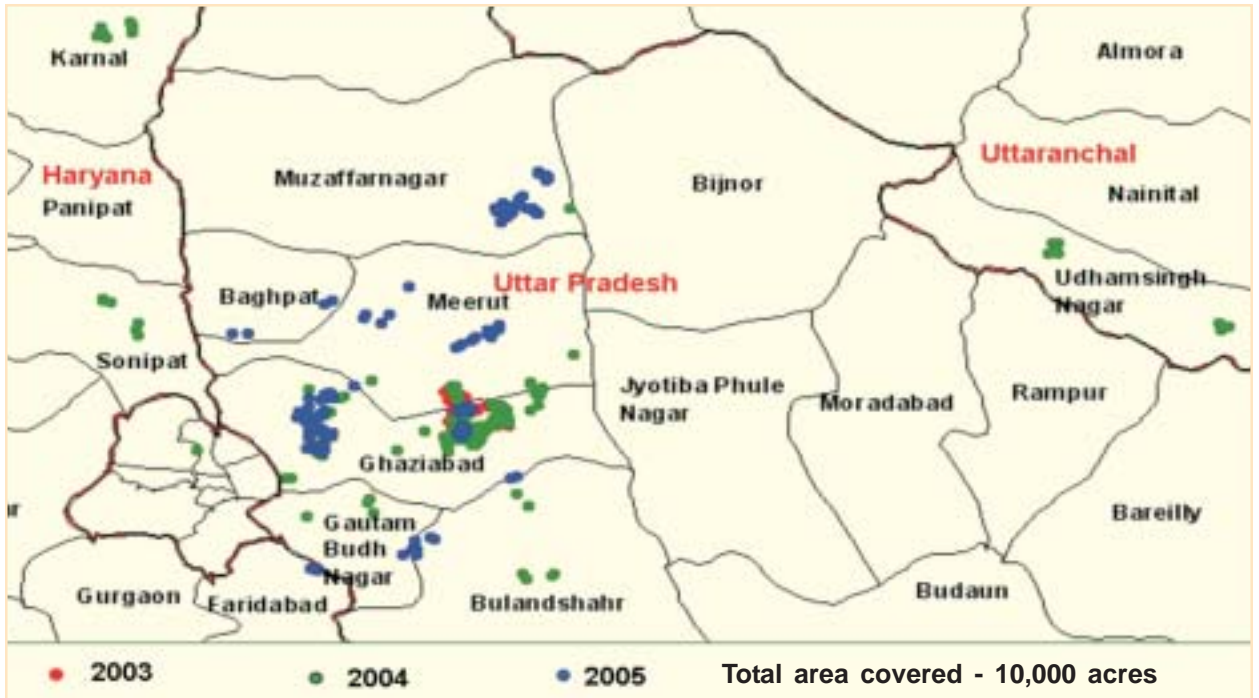 Karnal
Almora
Haryana
Panipat
Muzaffarnagar
Bijnor
Uttaranchal
Nainital
Baghpat
Meerut
Uttar Pradesh
Udhamsingh
Nagar
Sonipat
Jyotiba Phule
Nagar
Moradabad
Rampur
Ghaziabad
Bareilly
Gautam
Budh
Nagar
Gurgaon
Faridabad
Bulandshahr
Budaun
2003
2004
2005
Total area covered - 10,000 acres